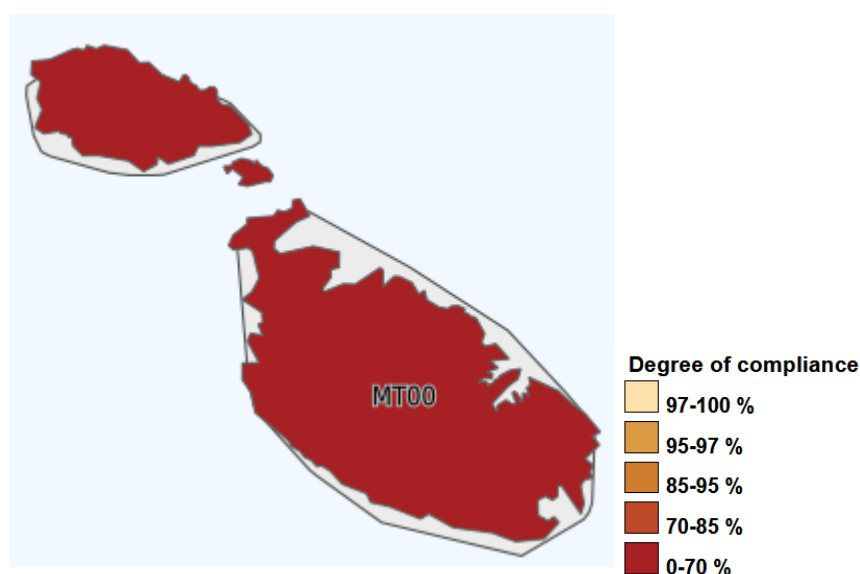 MT00
Degree of compliance
97-100 %
95-97 %
85-95 %
70-85 %
0-70 %